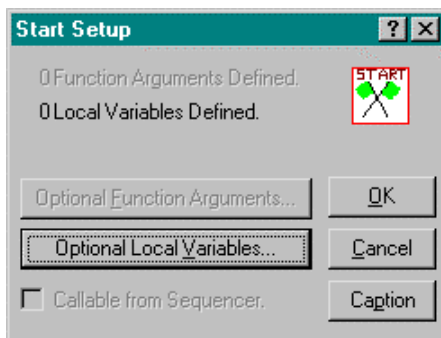 Start Setup
0 Function Arguments Defined.
START
0 Local Variables Defined.
Optional Function Arguments...
OK
Optional Local Variables...
Cancel
Callable from Sequencer.
Caption